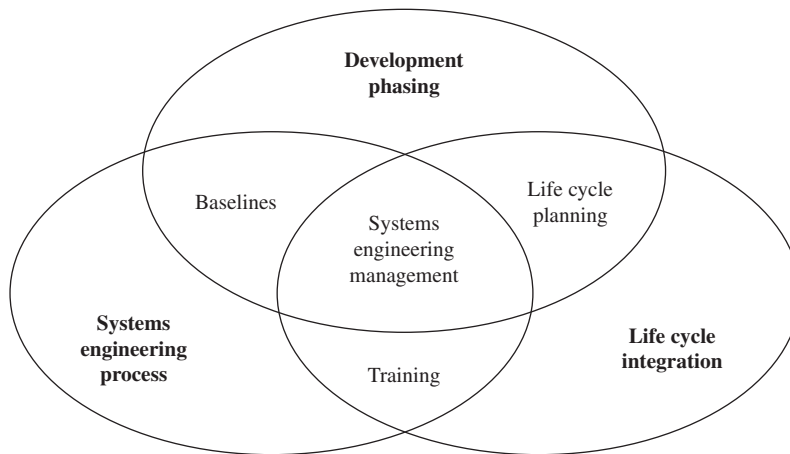 Development
phasing
Baselines
Life cycle
planning
Systems
engineering
management
Systems
engineering
process
Life cycle
integration
Training